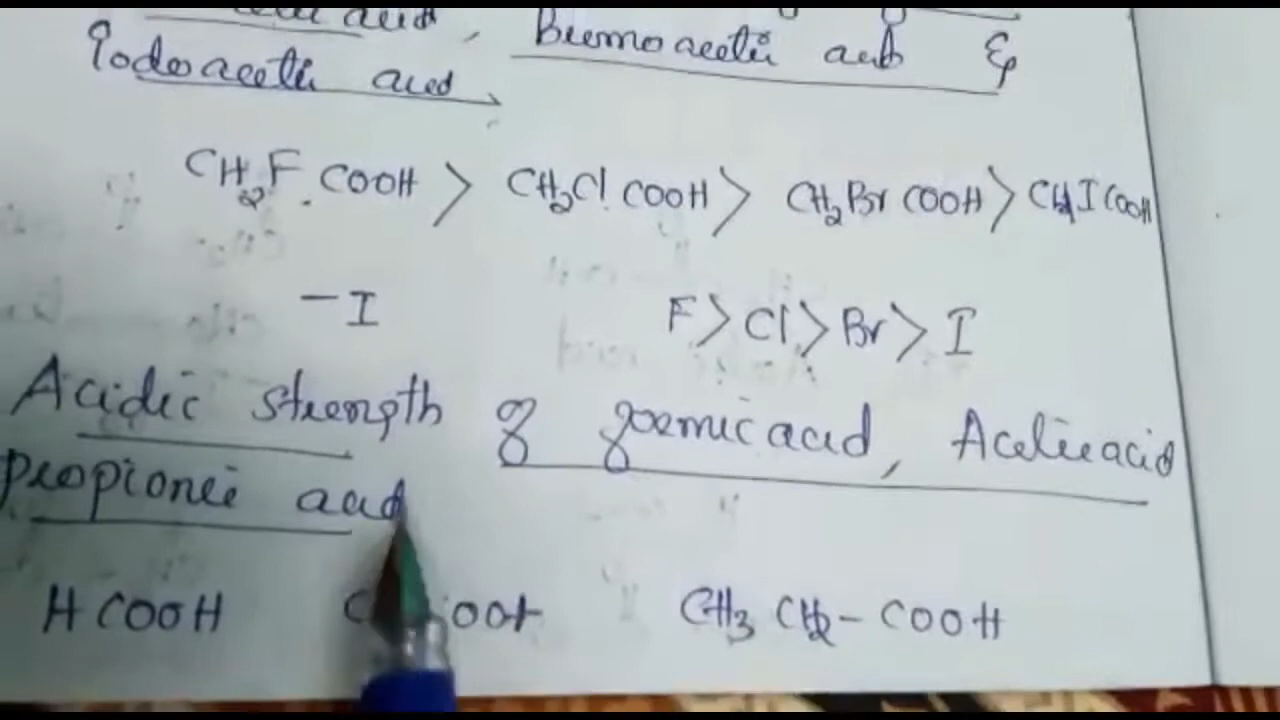 acid, Bromoacetic acid &
Iodoacetic acid
CH2F.COOH > CH2Cl COOH > CH2Br COOH > CH2I COOH
-I F > Cl > Br > I
Acidic strength of formic acid, Acetic acid
propionic acid
HCOOH CH3-CH2-COOH